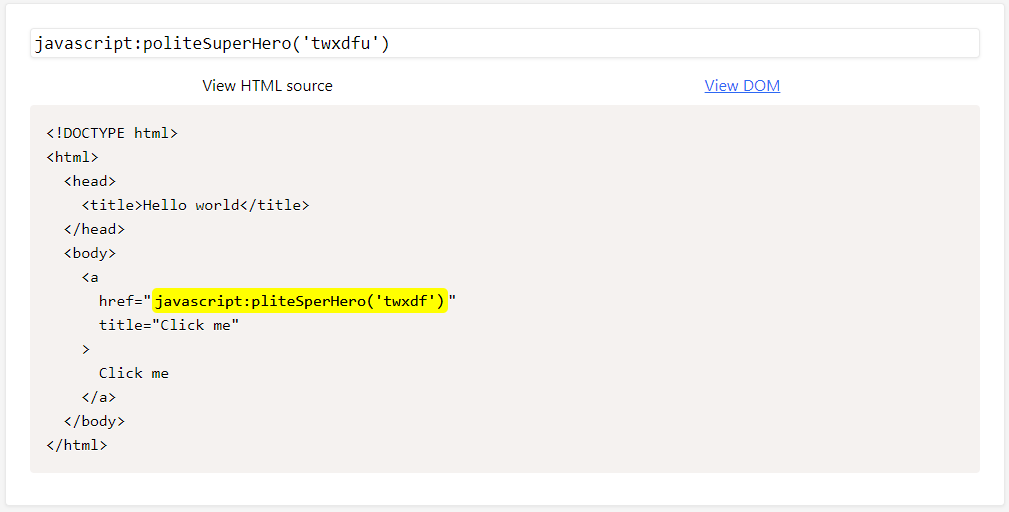 javascript:politeSuperHero('twxdfu')
View HTML source
View DOM
<!DOCTYPE html>
<html>
  <head>
    <title>Hello world</title>
  </head>
  <body>
    <a
      href="javascript:pliteSperHero('twxdf')"
      title="Click me"
    >
      Click me
    </a>
  </body>
</html>